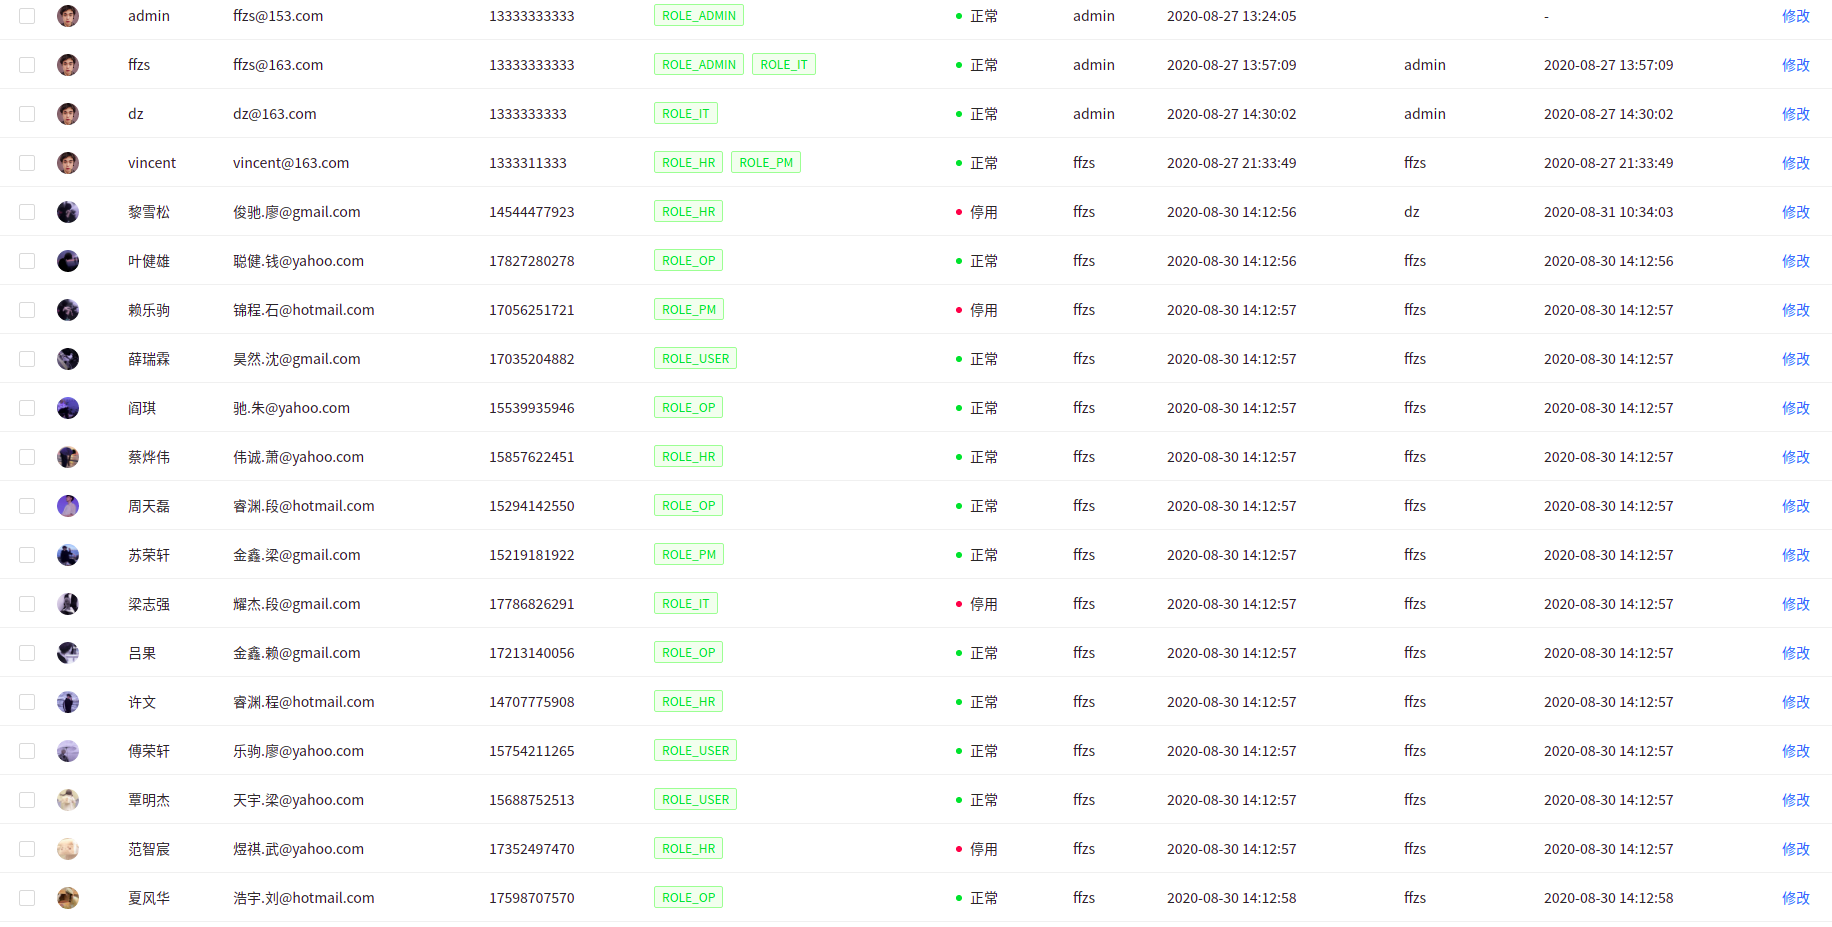 admin ffzs@153.com 13333333333 ROLE_ADMIN 正常 admin 2020-08-27 13:24:05 - 修改
ffzs ffzs@163.com 13333333333 ROLE_ADMIN ROLE_IT 正常 admin 2020-08-27 13:57:09 admin 2020-08-27 13:57:09 修改
dz dz@163.com 1333333333 ROLE_IT 正常 admin 2020-08-27 14:30:02 admin 2020-08-27 14:30:02 修改
vincent vincent@163.com 1333311333 ROLE_HR ROLE_PM 正常 ffzs 2020-08-27 21:33:49 ffzs 2020-08-27 21:33:49 修改
黎雪松 俊驰.廖@gmail.com 14544477923 ROLE_HR 停用 ffzs 2020-08-30 14:12:56 dz 2020-08-31 10:34:03 修改
叶健雄 聪健.钱@yahoo.com 17827280278 ROLE_OP 正常 ffzs 2020-08-30 14:12:56 ffzs 2020-08-30 14:12:56 修改
赖乐驹 锦程.石@hotmail.com 17056251721 ROLE_PM 停用 ffzs 2020-08-30 14:12:57 ffzs 2020-08-30 14:12:57 修改
薛瑞霖 昊然.沈@gmail.com 17035204882 ROLE_USER 正常 ffzs 2020-08-30 14:12:57 ffzs 2020-08-30 14:12:57 修改
阎琪 驰.朱@yahoo.com 15539935946 ROLE_OP 正常 ffzs 2020-08-30 14:12:57 ffzs 2020-08-30 14:12:57 修改
蔡烨伟 伟诚.萧@yahoo.com 15857622451 ROLE_HR 正常 ffzs 2020-08-30 14:12:57 ffzs 2020-08-30 14:12:57 修改
周天磊 睿渊.段@hotmail.com 15294142550 ROLE_OP 正常 ffzs 2020-08-30 14:12:57 ffzs 2020-08-30 14:12:57 修改
苏荣轩 金鑫.梁@gmail.com 15219181922 ROLE_PM 正常 ffzs 2020-08-30 14:12:57 ffzs 2020-08-30 14:12:57 修改
梁志强 耀杰.段@gmail.com 17786826291 ROLE_IT 停用 ffzs 2020-08-30 14:12:57 ffzs 2020-08-30 14:12:57 修改
吕果 金鑫.赖@gmail.com 17213140056 ROLE_OP 正常 ffzs 2020-08-30 14:12:57 ffzs 2020-08-30 14:12:57 修改
许文 睿渊.程@hotmail.com 14707775908 ROLE_HR 正常 ffzs 2020-08-30 14:12:57 ffzs 2020-08-30 14:12:57 修改
傅荣轩 乐驹.廖@yahoo.com 15754211265 ROLE_USER 正常 ffzs 2020-08-30 14:12:57 ffzs 2020-08-30 14:12:57 修改
覃明杰 天宇.梁@yahoo.com 15688752513 ROLE_USER 正常 ffzs 2020-08-30 14:12:57 ffzs 2020-08-30 14:12:57 修改
范智宸 煜祺.武@yahoo.com 17352497470 ROLE_HR 停用 ffzs 2020-08-30 14:12:57 ffzs 2020-08-30 14:12:57 修改
夏风华 浩宇.刘@hotmail.com 17598707570 ROLE_OP 正常 ffzs 2020-08-30 14:12:58 ffzs 2020-08-30 14:12:58 修改